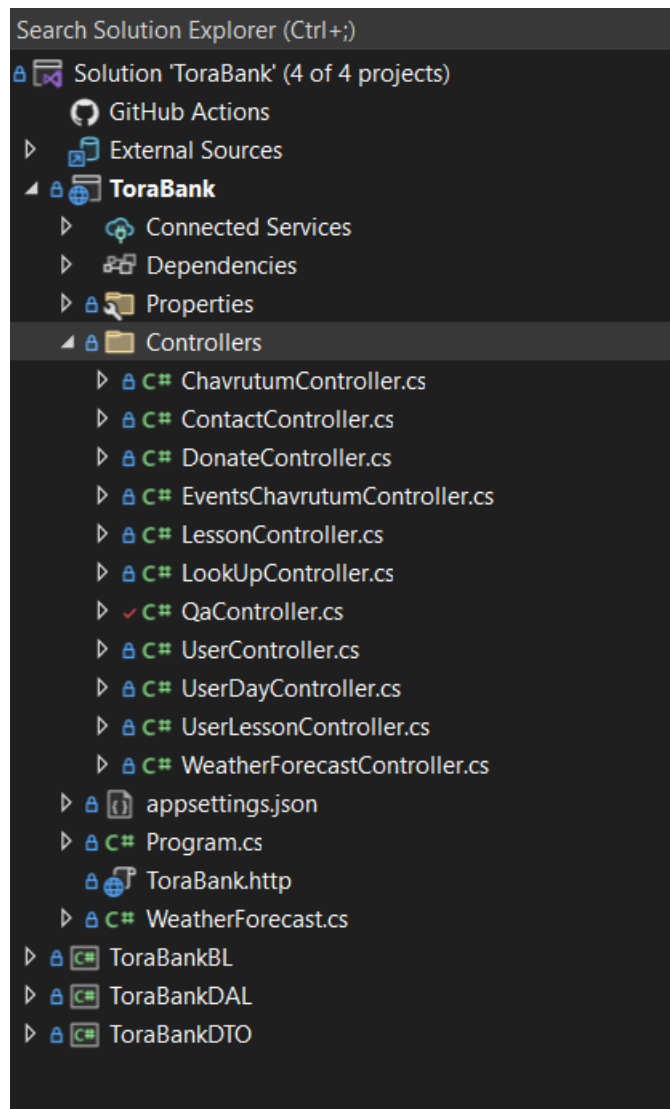 Search Solution Explorer (Ctrl+;)
Solution 'ToraBank' (4 of 4 projects)
GitHub Actions
External Sources
ToraBank
Connected Services
Dependencies
Properties
Controllers
C# ChavrutumController.cs
C# ContactController.cs
C# DonateController.cs
C# EventsChavrutumController.cs
C# LessonController.cs
C# LookUpController.cs
C# QaController.cs
C# UserController.cs
C# UserDayController.cs
C# UserLessonController.cs
C# WeatherForecastController.cs
appsettings.json
C# Program.cs
ToraBank.http
C# WeatherForecast.cs
C# ToraBankBL
C# ToraBankDAL
C# ToraBankDTO